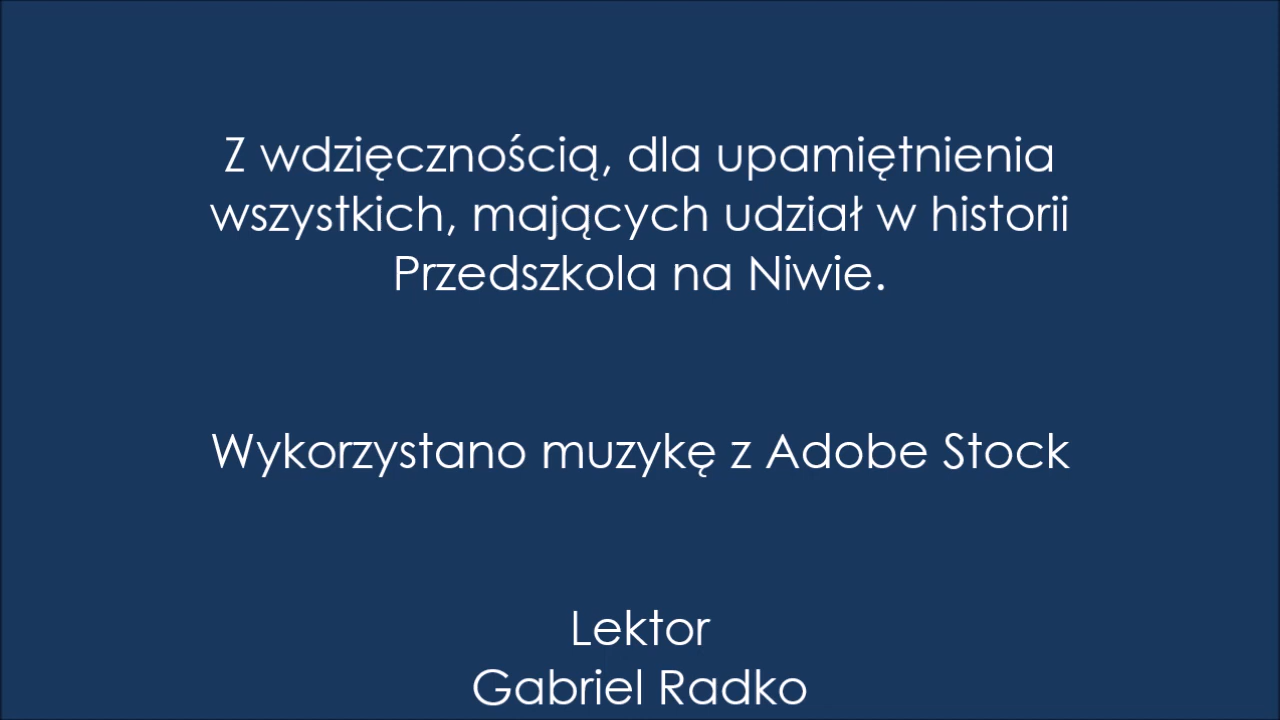 Z wdzięcznością, dla upamiętnienia
wszystkich, mających udział w historii
Przedszkola na Niwie.
Wykorzystano muzykę z Adobe Stock
Lektor
Gabriel Radko